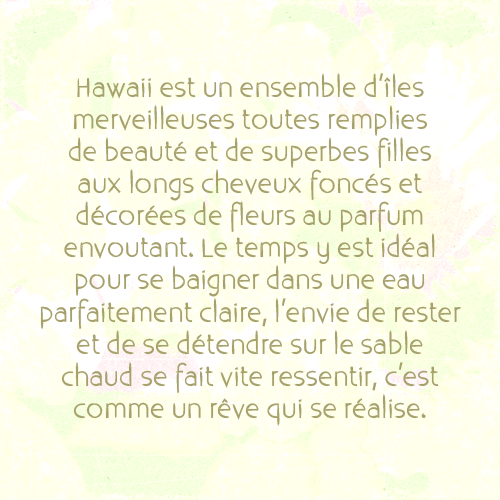 Hawaii est un ensemble d'îles
merveilleuses toutes remplies
de beauté et de superbes filles
aux longs cheveux foncés et
décorées de fleurs au parfum
envoutant. Le temps y est idéal
pour se baigner dans une eau
parfaitement claire, l'envie de rester
et de se détendre sur le sable
chaud se fait vite ressentir, c'est
comme un rêve qui se réalise.